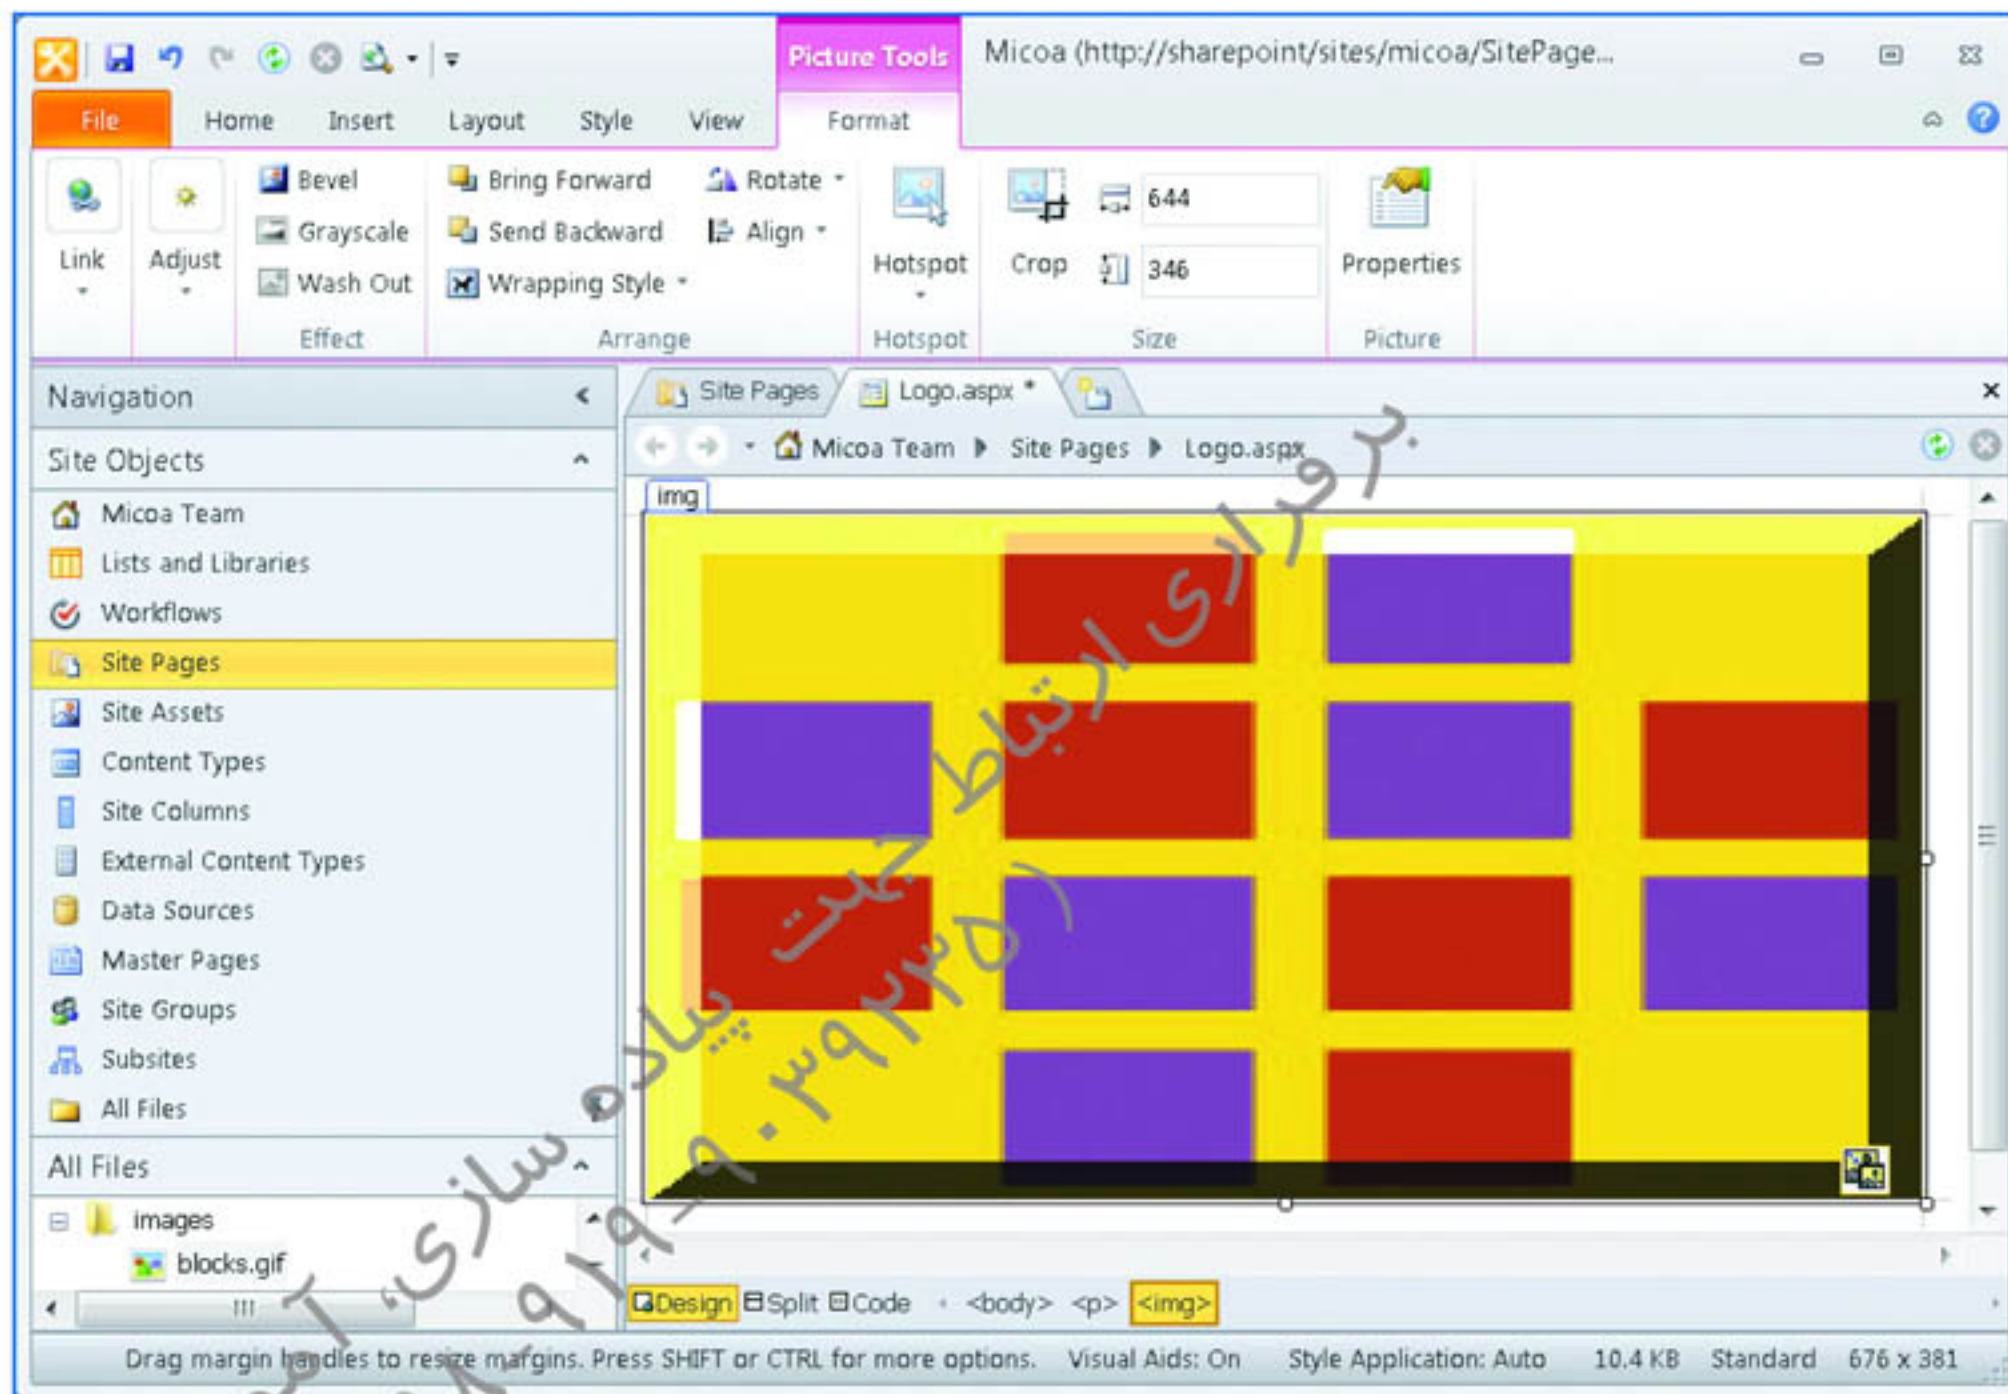 Picture Tools
Micoa (http://sharepoint/sites/micoa/SitePage...
File Home Insert Layout Style View Format
Link
Adjust
Bevel
Grayscale
Wash Out
Effect
Bring Forward
Send Backward
Wrapping Style
Rotate
Align
Arrange
Hotspot
Hotspot
Crop
644
346
Size
Properties
Picture
Navigation
Site Objects
Micoa Team
Lists and Libraries
Workflows
Site Pages
Site Assets
Content Types
Site Columns
External Content Types
Data Sources
Master Pages
Site Groups
Subsites
All Files
All Files
images
blocks.gif
Site Pages
Logo.aspx *
Micoa Team Site Pages Logo.aspx
img
Design Split Code <body> <p> <img>
Drag margin handles to resize margins. Press SHIFT or CTRL for more options. Visual Aids: On Style Application: Auto 10.4 KB Standard 676 x 381
سازی، پیاده جهت ارتباط برقراری